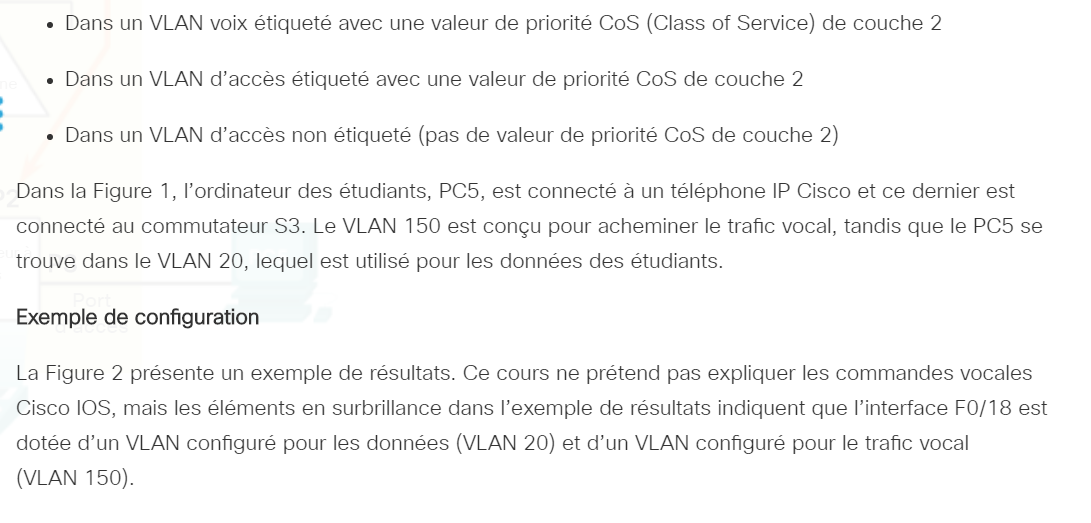 • Dans un VLAN voix étiqueté avec une valeur de priorité CoS (Class of Service) de couche 2
• Dans un VLAN d’accès étiqueté avec une valeur de priorité CoS de couche 2
• Dans un VLAN d’accès non étiqueté (pas de valeur de priorité CoS de couche 2)
Dans la Figure 1, l’ordinateur des étudiants, PC5, est connecté à un téléphone IP Cisco et ce dernier est
connecté au commutateur S3. Le VLAN 150 est conçu pour acheminer le trafic vocal, tandis que le PC5 se
trouve dans le VLAN 20, lequel est utilisé pour les données des étudiants.
Port
Exemple de configuration
La Figure 2 présente un exemple de résultats. Ce cours ne prétend pas expliquer les commandes vocales
Cisco IOS, mais les éléments en surbrillance dans l’exemple de résultats indiquent que l’interface F0/18 est
dotée d’un VLAN configuré pour les données (VLAN 20) et d’un VLAN configuré pour le trafic vocal
(VLAN 150).